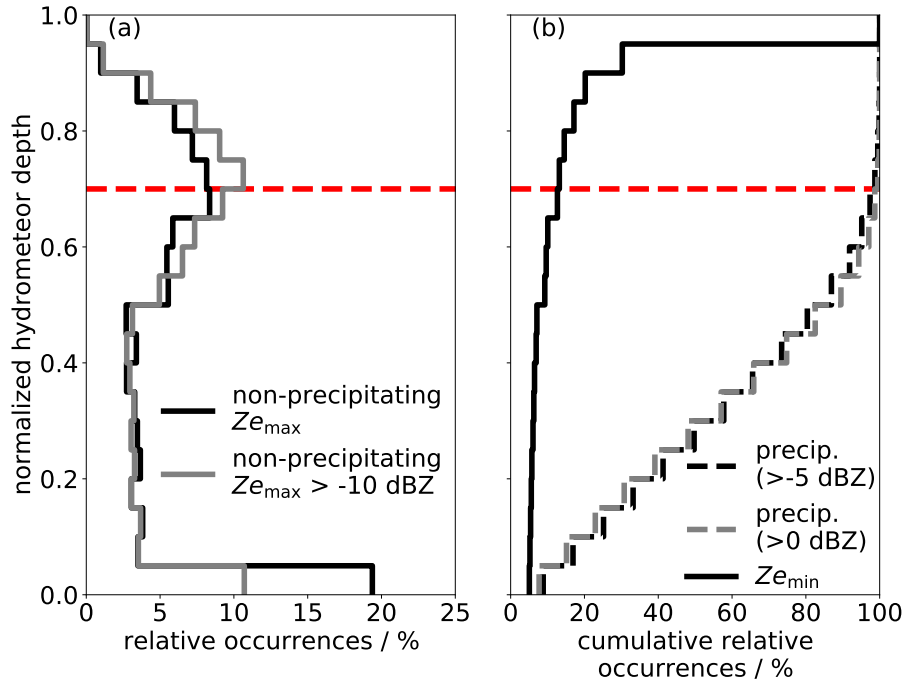 (a)
(b)
1.0
0.8
0.6
0.4
0.2
0.0
normalized hydrometeor depth
non-precipitating
Ze_max
non-precipitating
Ze_max > -10 dBZ
0 5 10 15 20 25
relative occurrences / %
precip.
(>-5 dBZ)
precip.
(>0 dBZ)
Ze_min
0 20 40 60 80 100
cumulative relative
occurrences / %